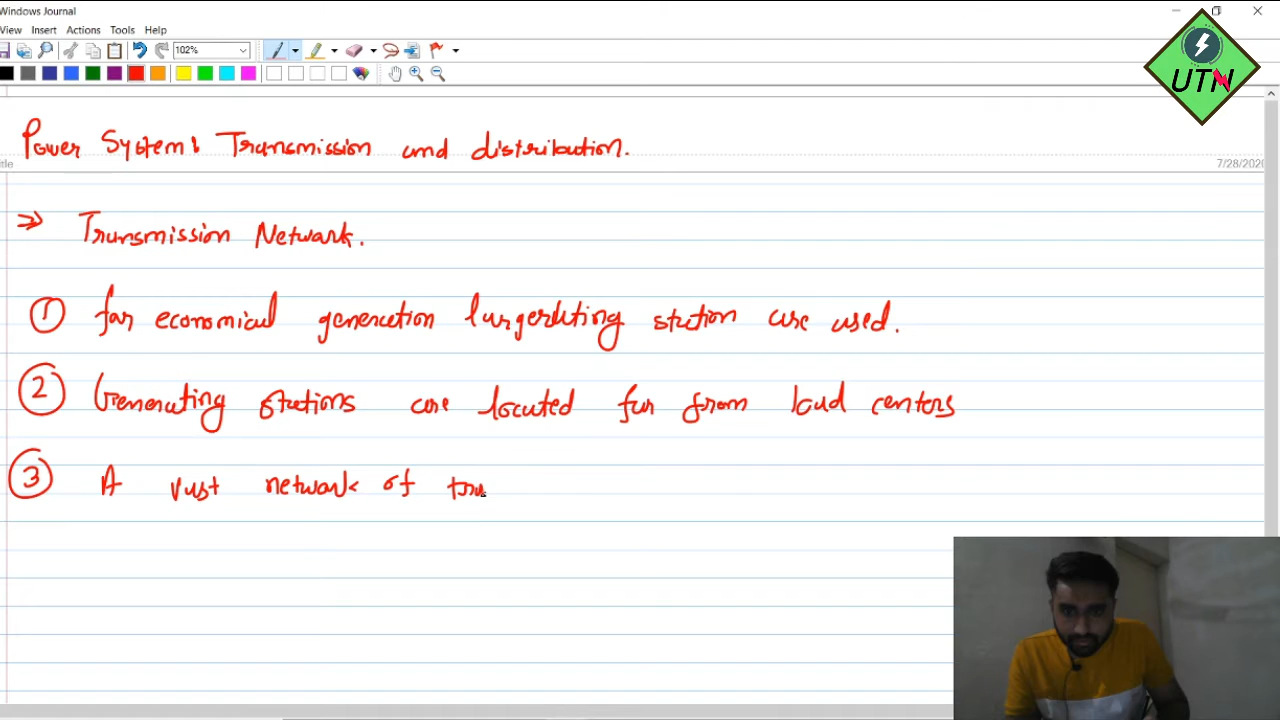 Windows Journal
View Insert Actions Tools Help
102%
UTN
Power System: Transmission and distribution.
itle
7/28/2020
⇒ Transmission Network.
① for economical generation station are used.
② Generating stations are located far from load centers
③ A vast network of tra